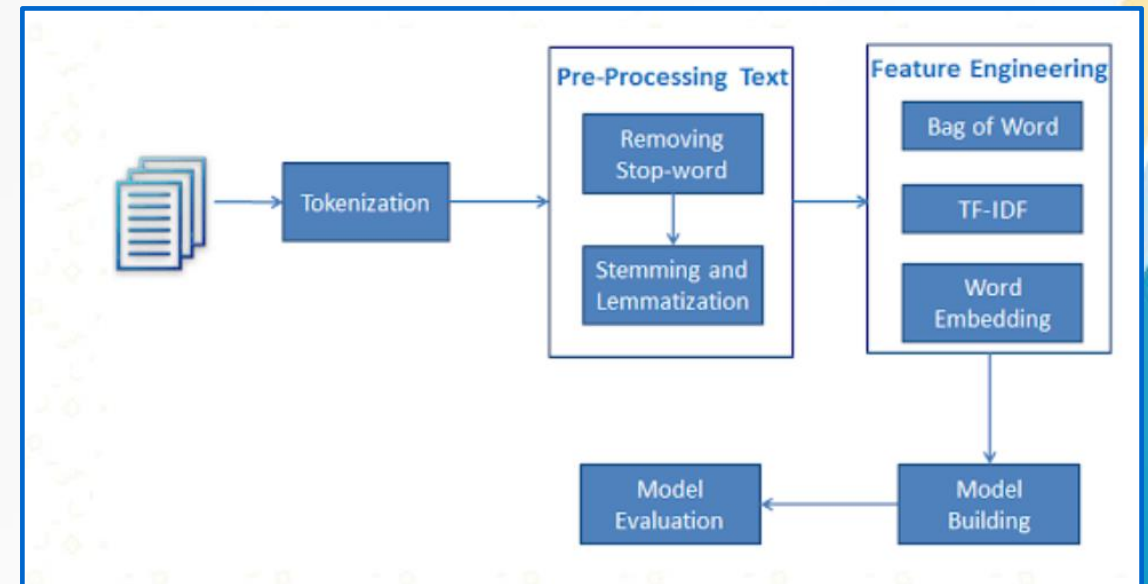 Tokenization
Pre-Processing Text
Removing
Stop-word
Stemming and
Lemmatization
Feature Engineering
Bag of Word
TF-IDF
Word
Embedding
Model
Building
Model
Evaluation